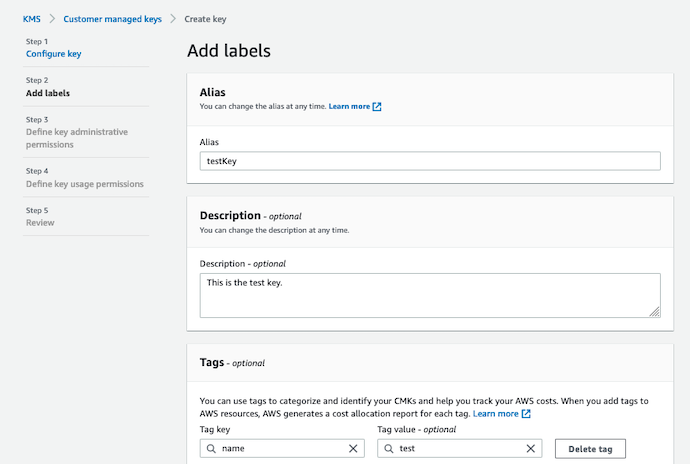 KMS > Customer managed keys > Create key
Step 1
Configure key
Step 2
Add labels
Step 3
Define key administrative
permissions
Step 4
Define key usage permissions
Step 5
Review
Add labels
Alias
You can change the alias at any time. Learn more
Alias
testKey
Description - optional
You can change the description at any time.
Description - optional
This is the test key.
Tags - optional
You can use tags to categorize and identify your CMKs and help you track your AWS costs. When you add tags to
AWS resources, AWS generates a cost allocation report for each tag. Learn more
Tag key Tag value - optional
name test Delete tag